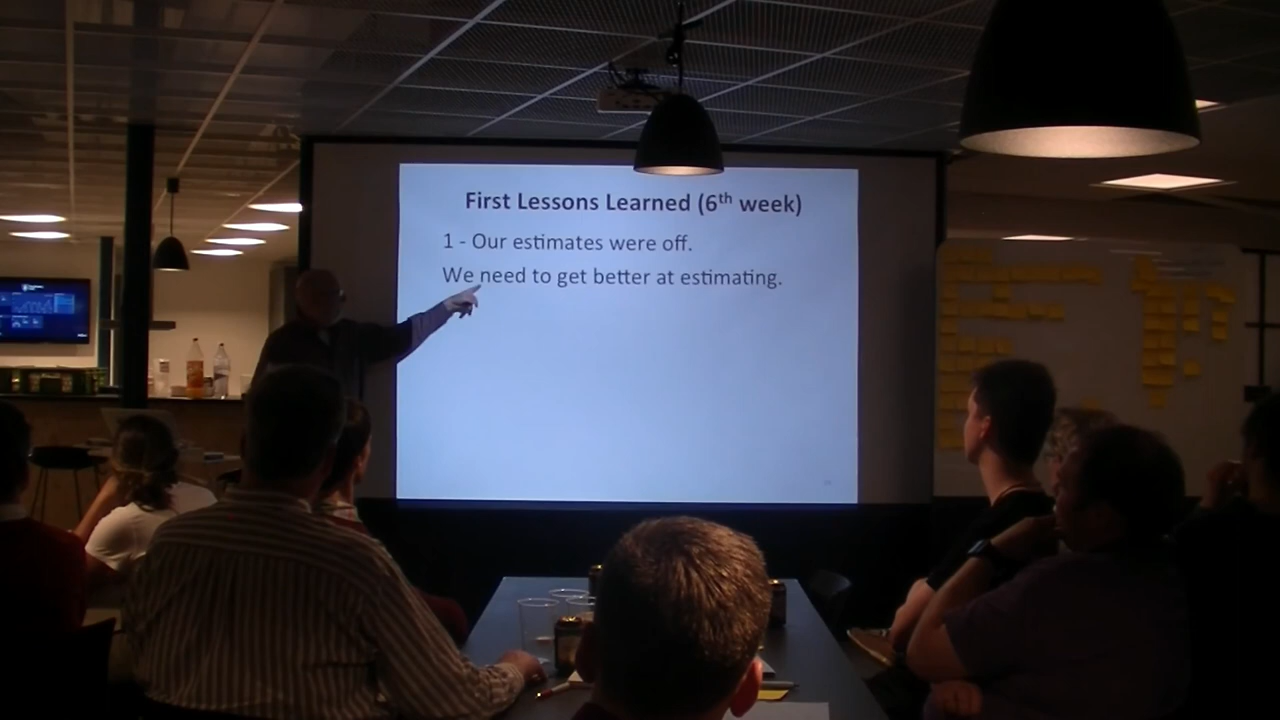 First Lessons Learned (6th week)
1 - Our estimates were off.
We need to get better at estimating.